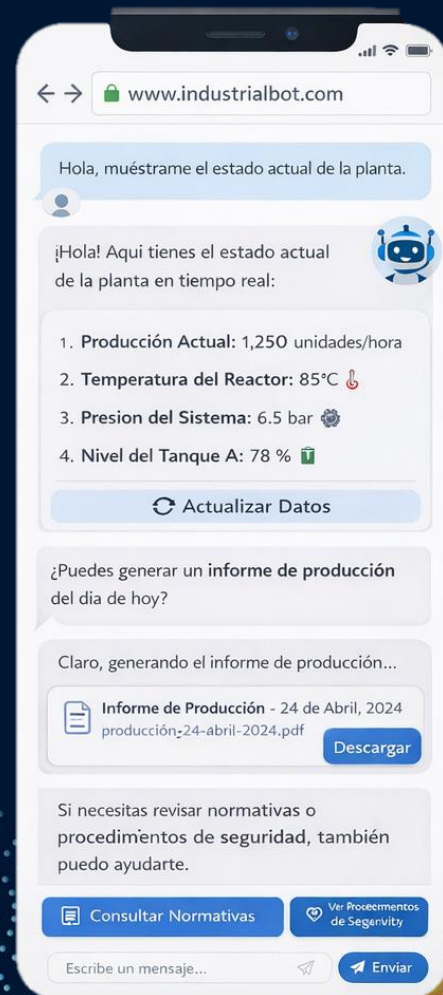 www.industrialbot.com
Hola, muéstrame el estado actual de la planta.
¡Hola! Aqui tienes el estado actual
de la planta en tiempo real:
1. Producción Actual: 1,250 unidades/hora
2. Temperatura del Reactor: 85°C
3. Presion del Sistema: 6.5 bar
4. Nivel del Tanque A: 78 %
Actualizar Datos
¿Puedes generar un informe de producción
del dia de hoy?
Claro, generando el informe de producción...
Informe de Producción - 24 de Abril, 2024
producción-24-abril-2024.pdf
Descargar
Si necesitas revisar normativas o
procedimientos de seguridad, también
puedo ayudarte.
Consultar Normativas
Ver
de
Escribe un mensaje...
Enviar